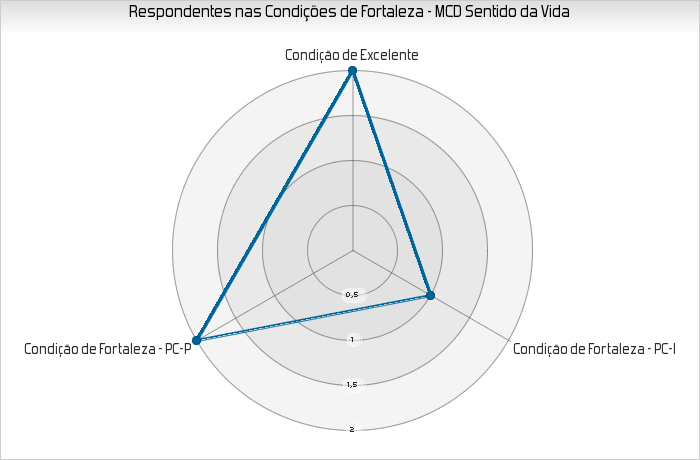 Respondentes nas Condições de Fortaleza - MCD Sentido da Vida
Condição de Excelente
0,5
1
Condição de Fortaleza - PC-P
Condição de Fortaleza - PC-I
1,5
2